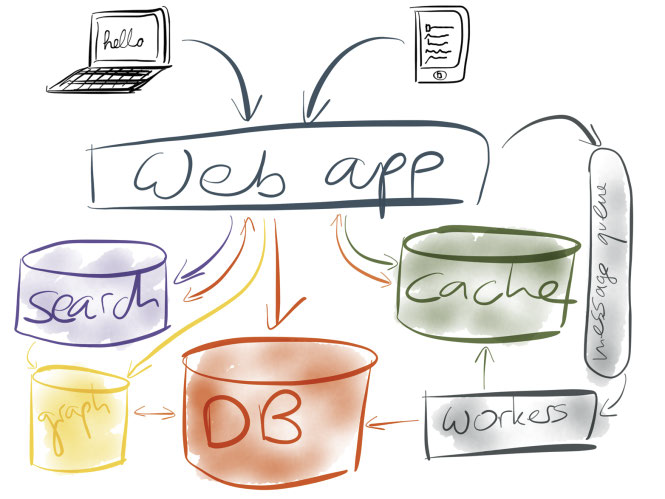 hello
Web app
message queue
search
cache
graph
DB
workers